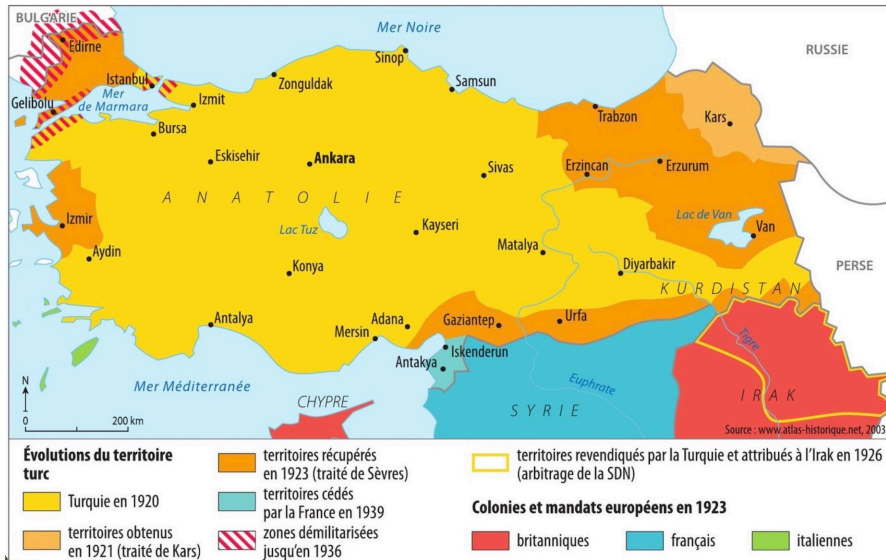 BULGARIE
Edirne
Mer Noire
RUSSIE
Sinop
Istanbul
Zonguldak
Samsun
Gelibolu
Mer
de Marmara
Izmit
Trabzon
Kars
Bursa
Eskisehir
Ankara
Sivas
Erzincan
Erzurum
ANATOLIE
Lac de Van
Van
Izmir
Lac Tuz
Kayseri
Aydin
Matalya
PERSE
Konya
Diyarbakir
KURDISTAN
Antalya
Adana
Mersin
Gaziantep
Urfa
Iskenderun
Antakya
Tigre
Mer Méditerranée
Euphrate
CHYPRE
SYRIE
IRAK
N
200 km
Source : www.atlas-historique.net, 2003
Évolutions du territoire
turc
Turquie en 1920
territoires obtenus
en 1921 (traité de Kars)
territoires récupérés
en 1923 (traité de Sèvres)
territoires cédés
par la France en 1939
zones démilitarisées
jusqu'en 1936
territoires revendiqués par la Turquie et attribués à l'Irak en 1926
(arbitrage de la SDN)
Colonies et mandats européens en 1923
britanniques
français
italiennes